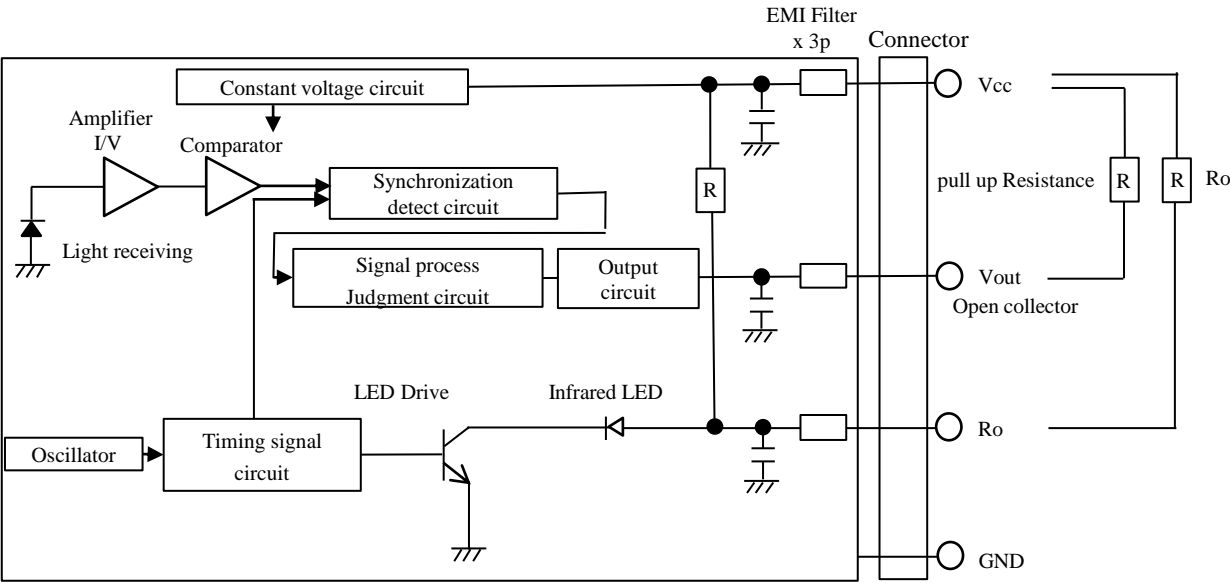 EMI Filter
x 3p
Connector
Constant voltage circuit
Vcc
Amplifier
I/V
Comparator
Synchronization
detect circuit
R
pull up Resistance
R
R
Ro
Light receiving
Signal process
Judgment circuit
Output
circuit
Vout
Open collector
LED Drive
Infrared LED
Ro
Oscillator
Timing signal
circuit
GND